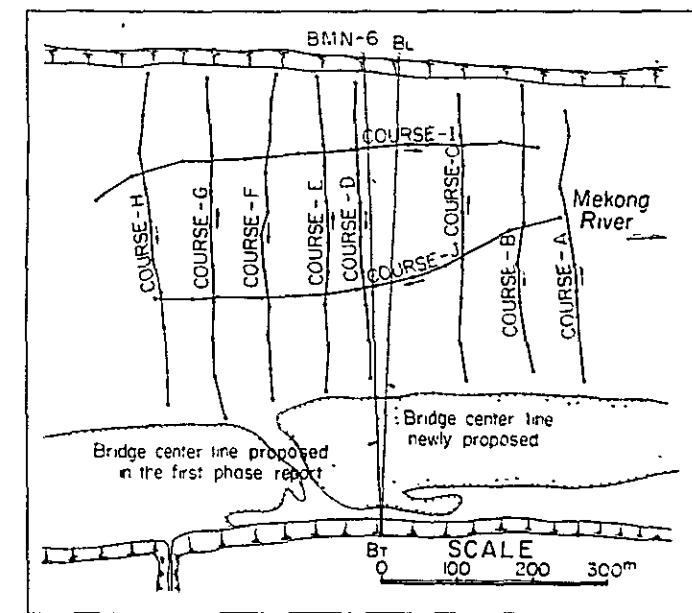 BMN-6 BL
COURSE-I
COURSE-H
COURSE-G
COURSE-F
COURSE-E
COURSE-D
COURSE-C
COURSE-B
COURSE-A
Mekong
River
COURSE-J
Bridge center line proposed
in the first phase report
Bridge center line
newly proposed
BT
SCALE
0 100 200 300m